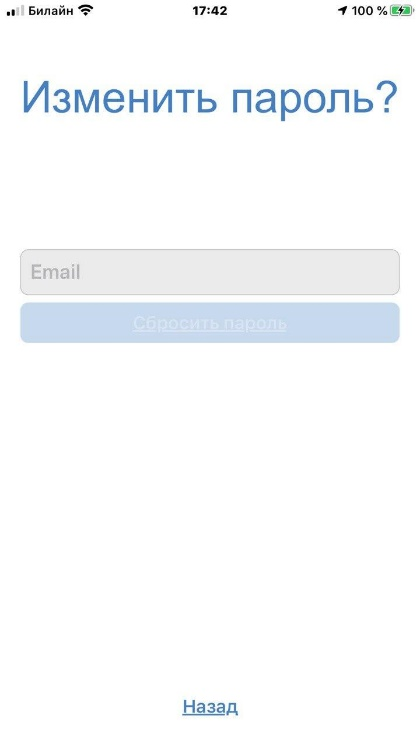 Билайн 17:42 100 %
Изменить пароль?
Email
Сбросить пароль
Назад